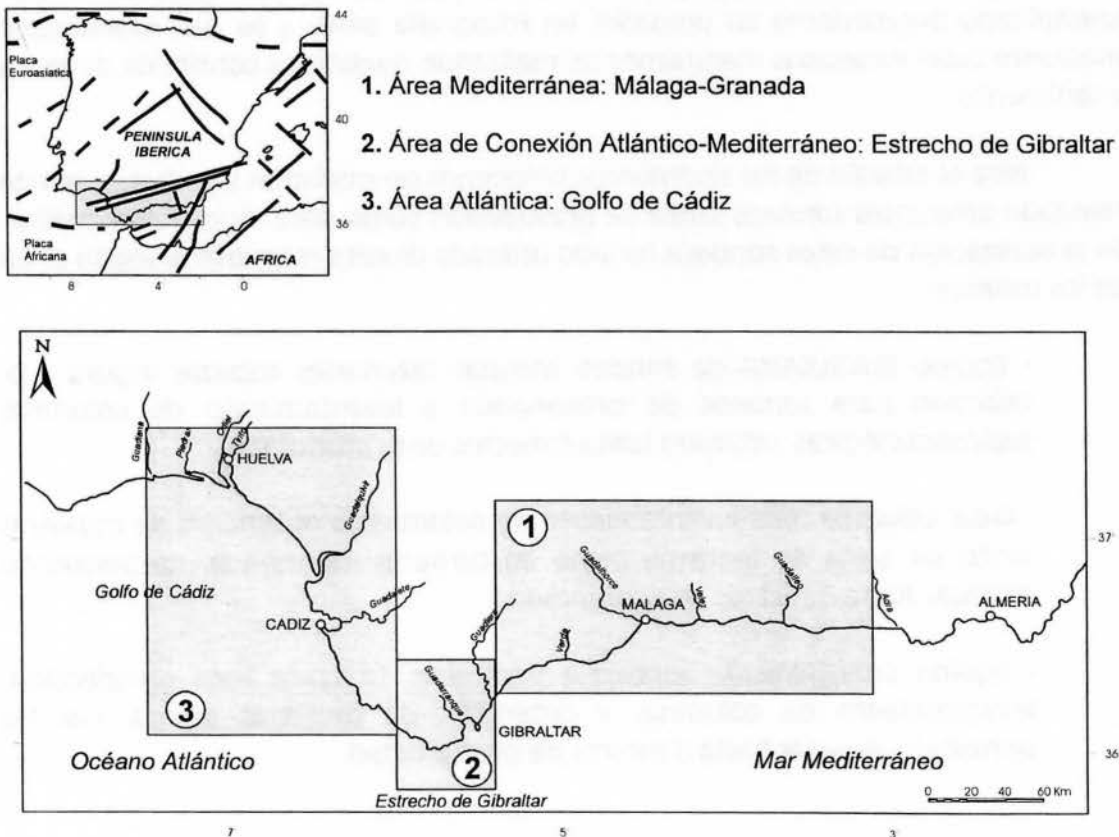 44
Placa
Euroasiática
1. Área Mediterránea: Málaga-Granada
40
PENINSULA
IBERICA
2. Área de Conexión Atlántico-Mediterráneo: Estrecho de Gibraltar
3. Área Atlántica: Golfo de Cádiz
Placa
Africana
36
AFRICA
8 4 0
N
Guadiana
Piedras
Odiel
Tinto
HUELVA
Guadalquivir
1
37°
Golfo de Cádiz
Guadalhorce
Guadalfeo
Guadalete
Vélez
Adra
CADIZ
MALAGA
ALMERIA
Guadiaro
Verde
Guadarranque
3
GIBRALTAR
Océano Atlántico
2
Mar Mediterráneo
36
Estrecho de Gibraltar
0 20 40 60 Km
7° 5 3°